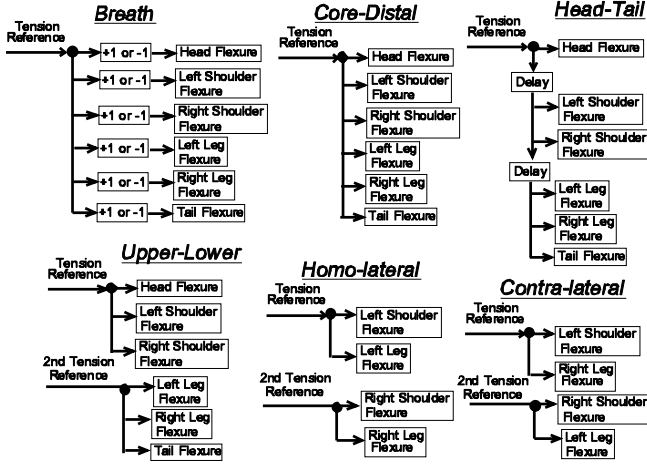 Breath
Tension
Reference
+1 or -1
Head Flexure
+1 or -1
Left Shoulder
Flexure
+1 or -1
Right Shoulder
Flexure
+1 or -1
Left Leg
Flexure
+1 or -1
Right Leg
Flexure
+1 or -1
Tail Flexure
Core-Distal
Tension
Reference
Head Flexure
Left Shoulder
Flexure
Right Shoulder
Flexure
Left Leg
Flexure
Right Leg
Flexure
Tail Flexure
Head-Tail
Tension
Reference
Head Flexure
Delay
Left Shoulder
Flexure
Right Shoulder
Flexure
Delay
Left Leg
Flexure
Right Leg
Flexure
Tail Flexure
Upper-Lower
Tension
Reference
Head Flexure
Left Shoulder
Flexure
Right Shoulder
Flexure
2nd Tension
Reference
Left Leg
Flexure
Right Leg
Flexure
Tail Flexure
Homo-lateral
Tension
Reference
Left Shoulder
Flexure
Left Leg
Flexure
2nd Tension
Reference
Right Shoulder
Flexure
Right Leg
Flexure
Contra-lateral
Tension
Reference
Left Shoulder
Flexure
Right Leg
Flexure
2nd Tension
Reference
Right Shoulder
Flexure
Left Leg
Flexure